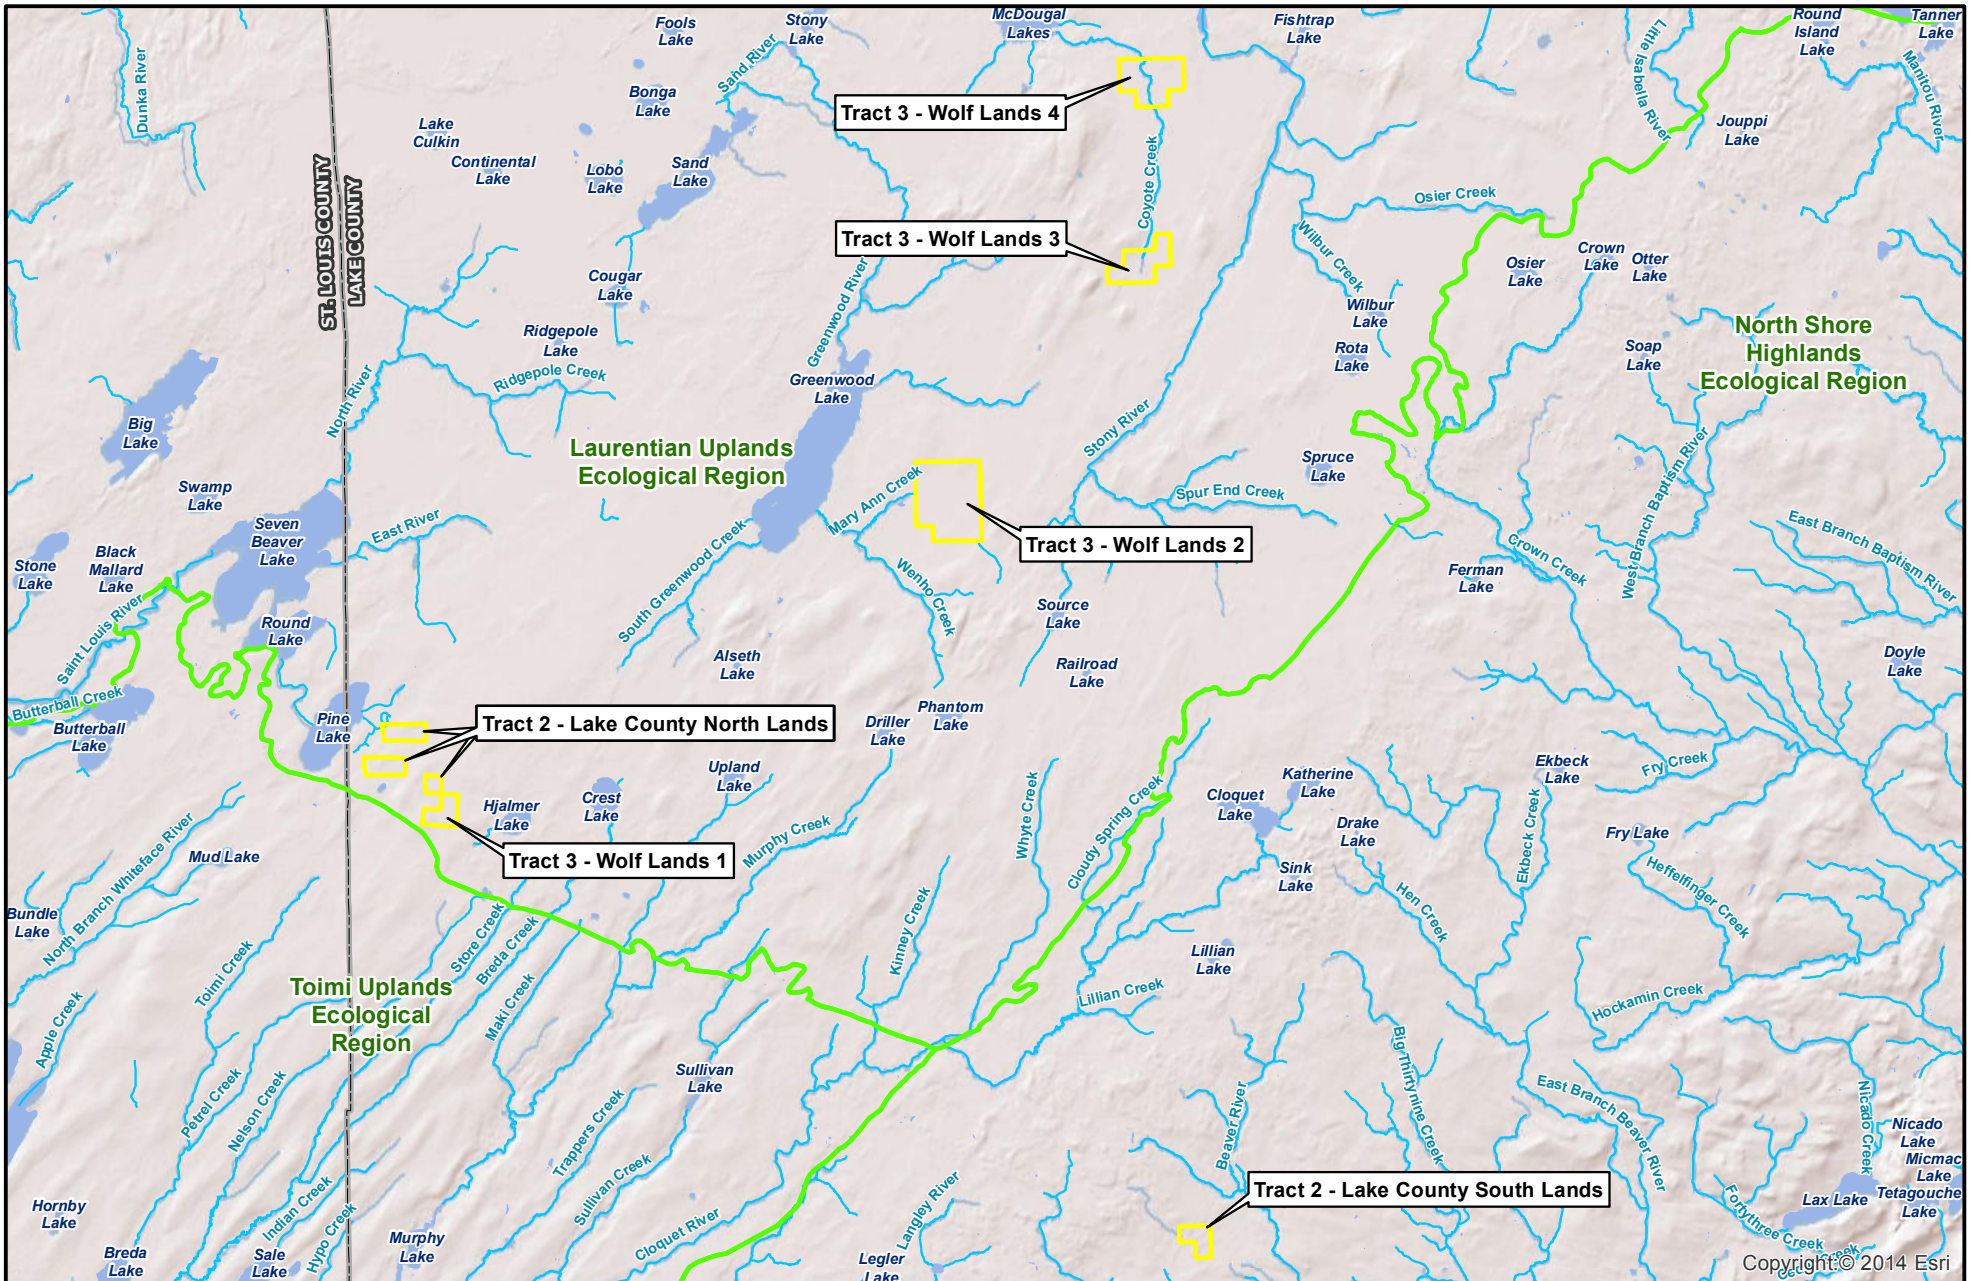 Fools
Lake
Stony
Lake
McDougal
Lakes
Fishtrap
Lake
Round
Island
Lake
Tanner
Lake
Dunka River
Sand River
Little Isabella River
Manitou River
Bonga
Lake
Tract 3 - Wolf Lands 4
Lake
Culkin
Continental
Lake
Lobo
Lake
Sand
Lake
Jouppi
Lake
Coyote Creek
Osier Creek
ST. LOUIS COUNTY
LAKE COUNTY
Tract 3 - Wolf Lands 3
Wilbur Creek
Crown
Lake
Otter
Lake
Osier
Lake
Cougar
Lake
Greenwood River
Wilbur
Lake
Rota
Lake
Ridgepole
Lake
Ridgepole Creek
North River
Greenwood
Lake
Soap
Lake
North Shore
Highlands
Ecological Region
Big
Lake
Laurentian Uplands
Ecological Region
Stony River
Spruce
Lake
Spur End Creek
West Branch Baptism River
Mary Ann Creek
Swamp
Lake
Seven
Beaver
Lake
East River
South Greenwood Creek
Tract 3 - Wolf Lands 2
East Branch Baptism River
Crown Creek
Ferman
Lake
Stone
Lake
Black
Mallard
Lake
Wenho Creek
Source
Lake
Saint Louis River
Round
Lake
Alseth
Lake
Railroad
Lake
Doyle
Lake
Butterball Creek
Butterball
Lake
Pine
Lake
Tract 2 - Lake County North Lands
Driller
Lake
Phantom
Lake
Upland
Lake
Hjalmer
Lake
Crest
Lake
Murphy Creek
Whyte Creek
Cloudy Spring Creek
Cloquet
Lake
Katherine
Lake
Drake
Lake
Ekbeck
Lake
Fry Creek
Ekbeck Creek
Fry Lake
North Branch Whiteface River
Mud Lake
Tract 3 - Wolf Lands 1
Sink
Lake
Hen Creek
Heffelfinger Creek
Bundle
Lake
Toimi Creek
Store Creek
Breda Creek
Kinney Creek
Lillian
Lake
Lillian Creek
Hockamin Creek
Toimi Uplands
Ecological
Region
Maki Creek
Apple Creek
Sullivan
Lake
Petrel Creek
Nelson Creek
Trappers Creek
Big Thirtynine Creek
East Branch Beaver River
Beaver River
Nicado Creek
Nicado
Lake
Micmac
Lake
Tetagouche
Lake
Lax Lake
Tract 2 - Lake County South Lands
Hornby
Lake
Indian Creek
Hypo Creek
Sullivan Creek
Cloquet River
Langley River
Fortythree Creek
Breda
Lake
Sale
Lake
Murphy
Lake
Legler
Lake
Creek
Copyright:© 2014 Esri